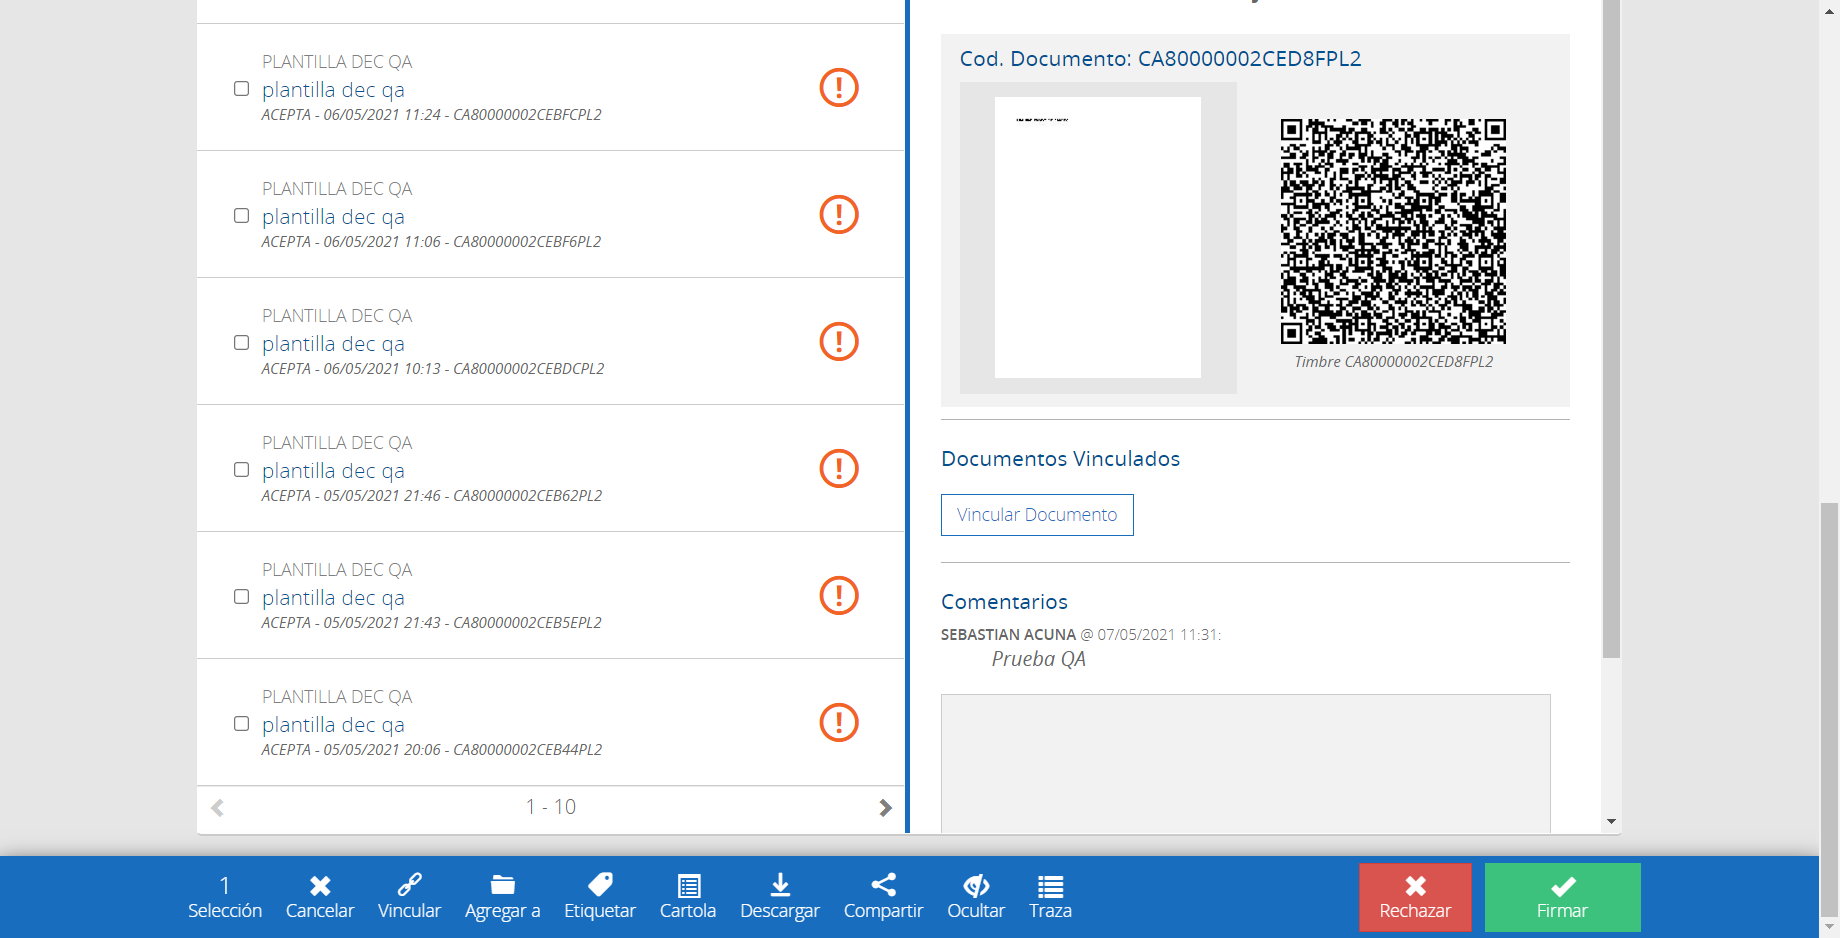 PLANTILLA DEC QA
plantilla dec qa
ACEPTA - 06/05/2021 11:24 - CA80000002CEBFCPL2
PLANTILLA DEC QA
plantilla dec qa
ACEPTA - 06/05/2021 11:06 - CA80000002CEBF6PL2
PLANTILLA DEC QA
plantilla dec qa
ACEPTA - 06/05/2021 10:13 - CA80000002CEBDCPL2
PLANTILLA DEC QA
plantilla dec qa
ACEPTA - 05/05/2021 21:46 - CA80000002CEB62PL2
PLANTILLA DEC QA
plantilla dec qa
ACEPTA - 05/05/2021 21:43 - CA80000002CEB5EPL2
PLANTILLA DEC QA
plantilla dec qa
ACEPTA - 05/05/2021 20:06 - CA80000002CEB44PL2
1 - 10
Cod. Documento: CA80000002CED8FPL2
Timbre CA80000002CED8FPL2
Documentos Vinculados
Vincular Documento
Comentarios
SEBASTIAN ACUNA @ 07/05/2021 11:31:
Prueba QA
1
Selección
Cancelar
Vincular
Agregar a
Etiquetar
Cartola
Descargar
Compartir
Ocultar
Traza
Rechazar
Firmar